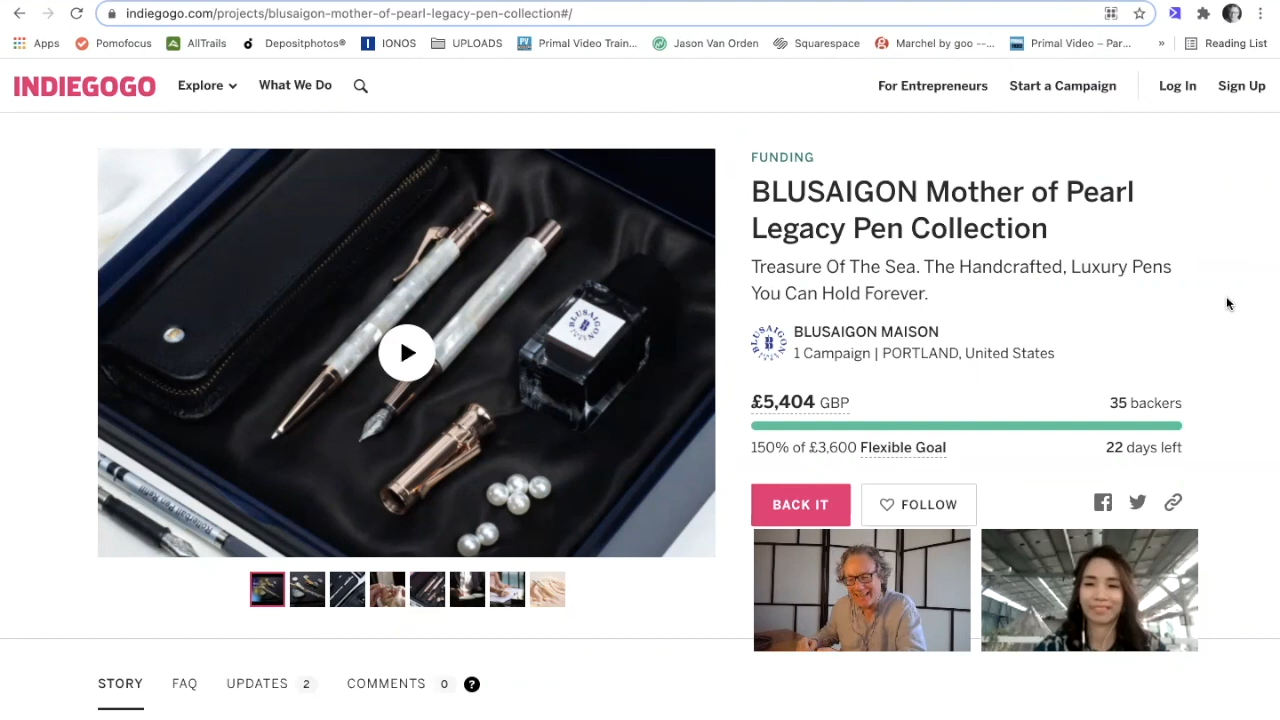 indiegogo.com/projects/blusaigon-mother-of-pearl-legacy-pen-collection#/
Apps
Pomofocus
AllTrails
Depositphotos®
IONOS
UPLOADS
Primal Video Train...
Jason Van Orden
Squarespace
Marchel by goo --...
Primal Video – Par...
»
Reading List
INDIEGOGO
Explore
What We Do
For Entrepreneurs
Start a Campaign
Log In
Sign Up
FUNDING
BLUSAIGON Mother of Pearl
Legacy Pen Collection
Treasure Of The Sea. The Handcrafted, Luxury Pens
You Can Hold Forever.
BLUSAIGON
B
BLUSAIGON MAISON
1 Campaign | PORTLAND, United States
£5,404 GBP
35 backers
150% of £3,600 Flexible Goal
22 days left
BACK IT
FOLLOW
BLUSAIGON
STORY
FAQ
UPDATES 2
COMMENTS 0 ?